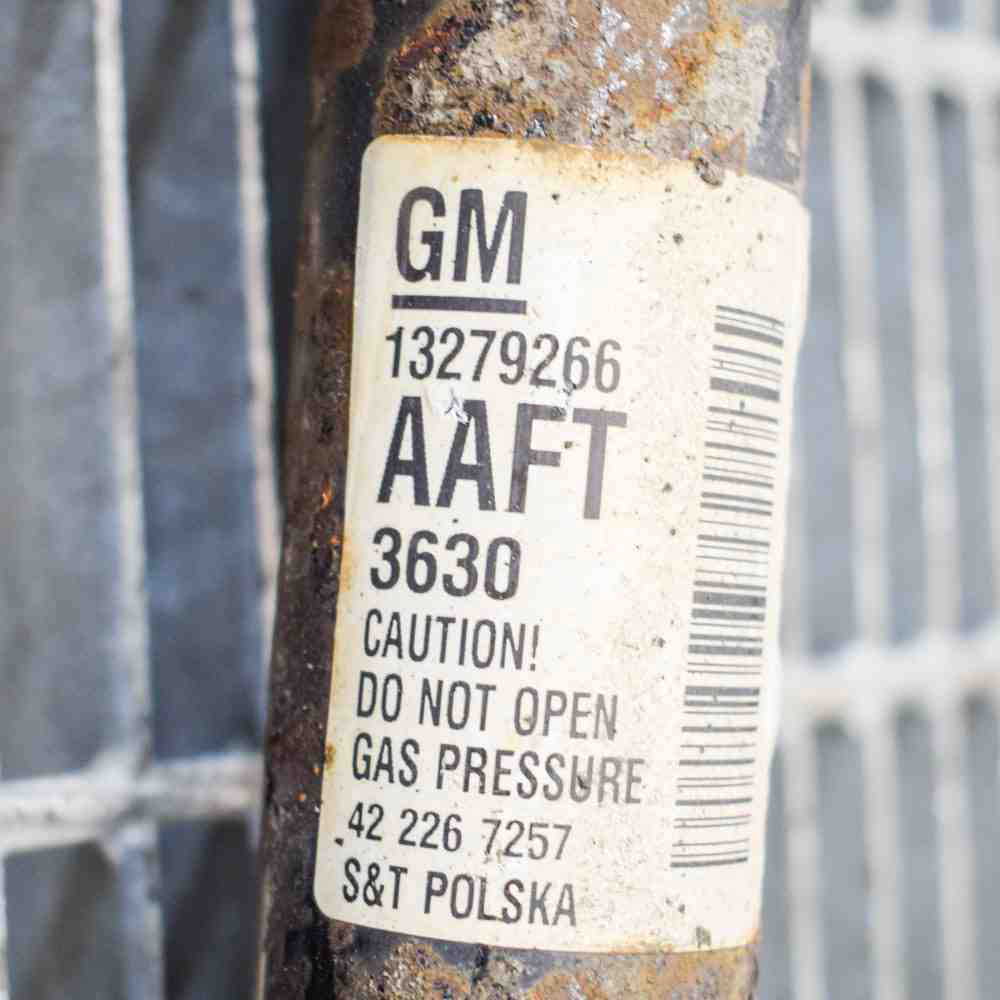 GM
13279266
AAFT
3630
CAUTION!
DO NOT OPEN
GAS PRESSURE
42 226 7257
S&T POLSKA